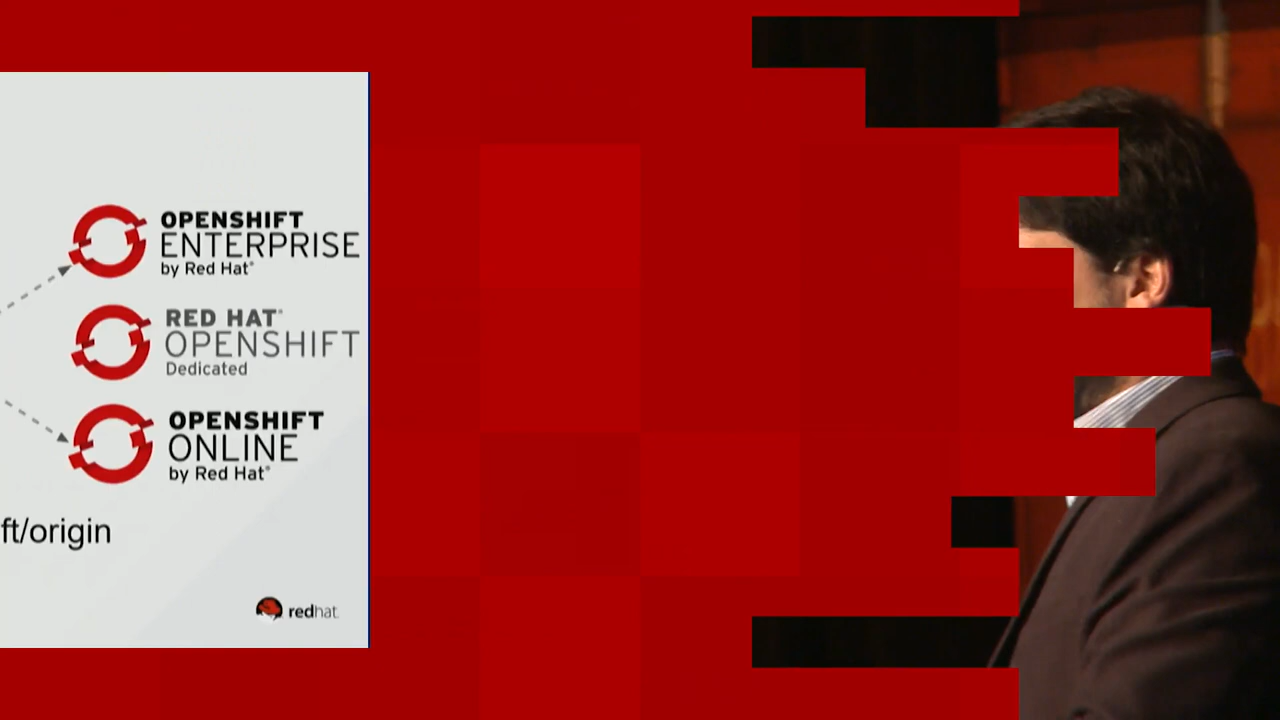 OPENSHIFT
ENTERPRISE
by Red Hat®
RED HAT®
OPENSHIFT
Dedicated
OPENSHIFT
ONLINE
by Red Hat®
ft/origin
redhat.